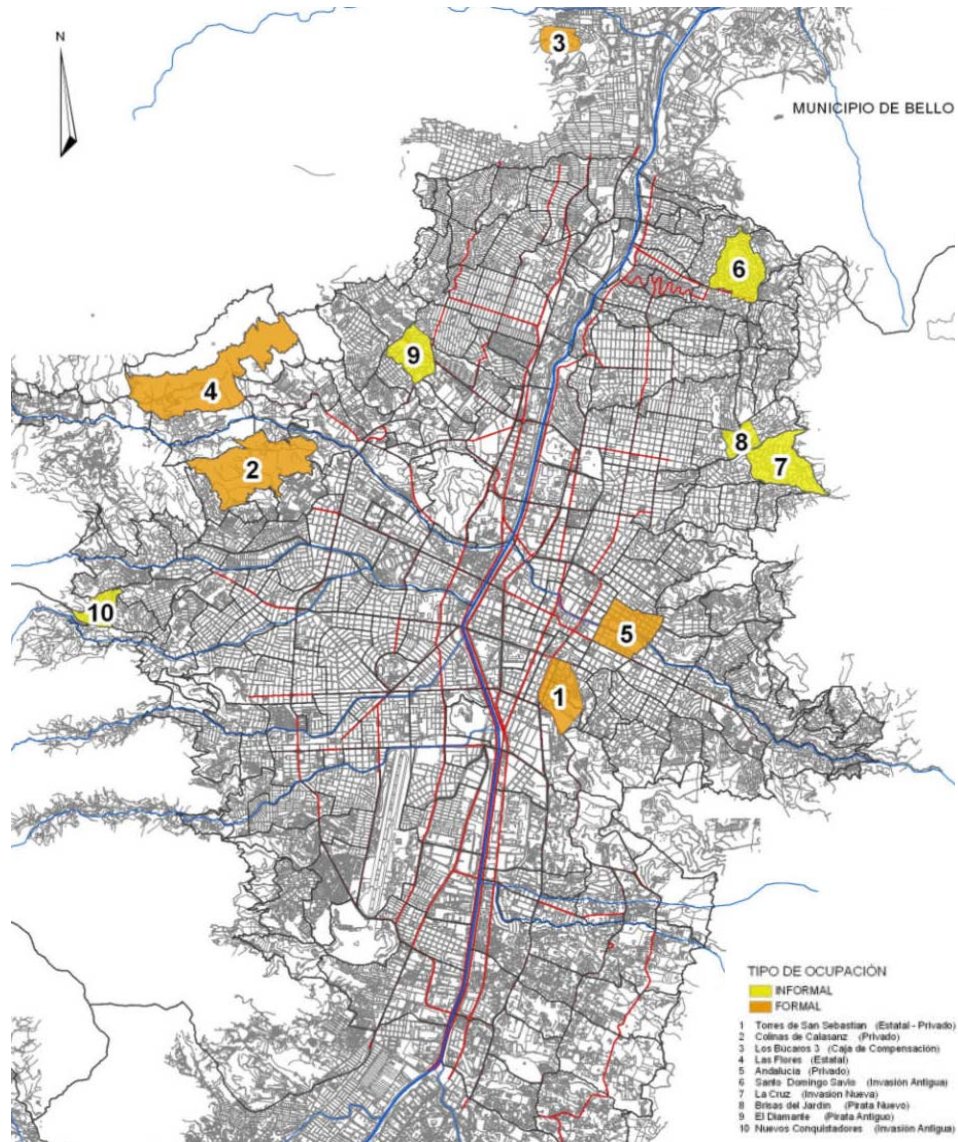 N
3
MUNICIPIO DE BELLO
6
9
4
8
7
2
10
5
1
TIPO DE OCUPACIÓN
INFORMAL
FORMAL
1 Torres de San Sebastian (Estatal - Privado)
2 Colinas de Calasanz (Privado)
3 Los Búcaros 3 (Caja de Compensación)
4 Las Flores (Estatal)
5 Andalucia (Privado)
6 Santo Domingo Savio (Invasión Antigua)
7 La Cruz (Invasión Nueva)
8 Brisas del Jardin (Pirata Nuevo)
9 El Diamante (Pirata Antiguo)
10 Nuevos Conquistadores (Invasión Antigua)